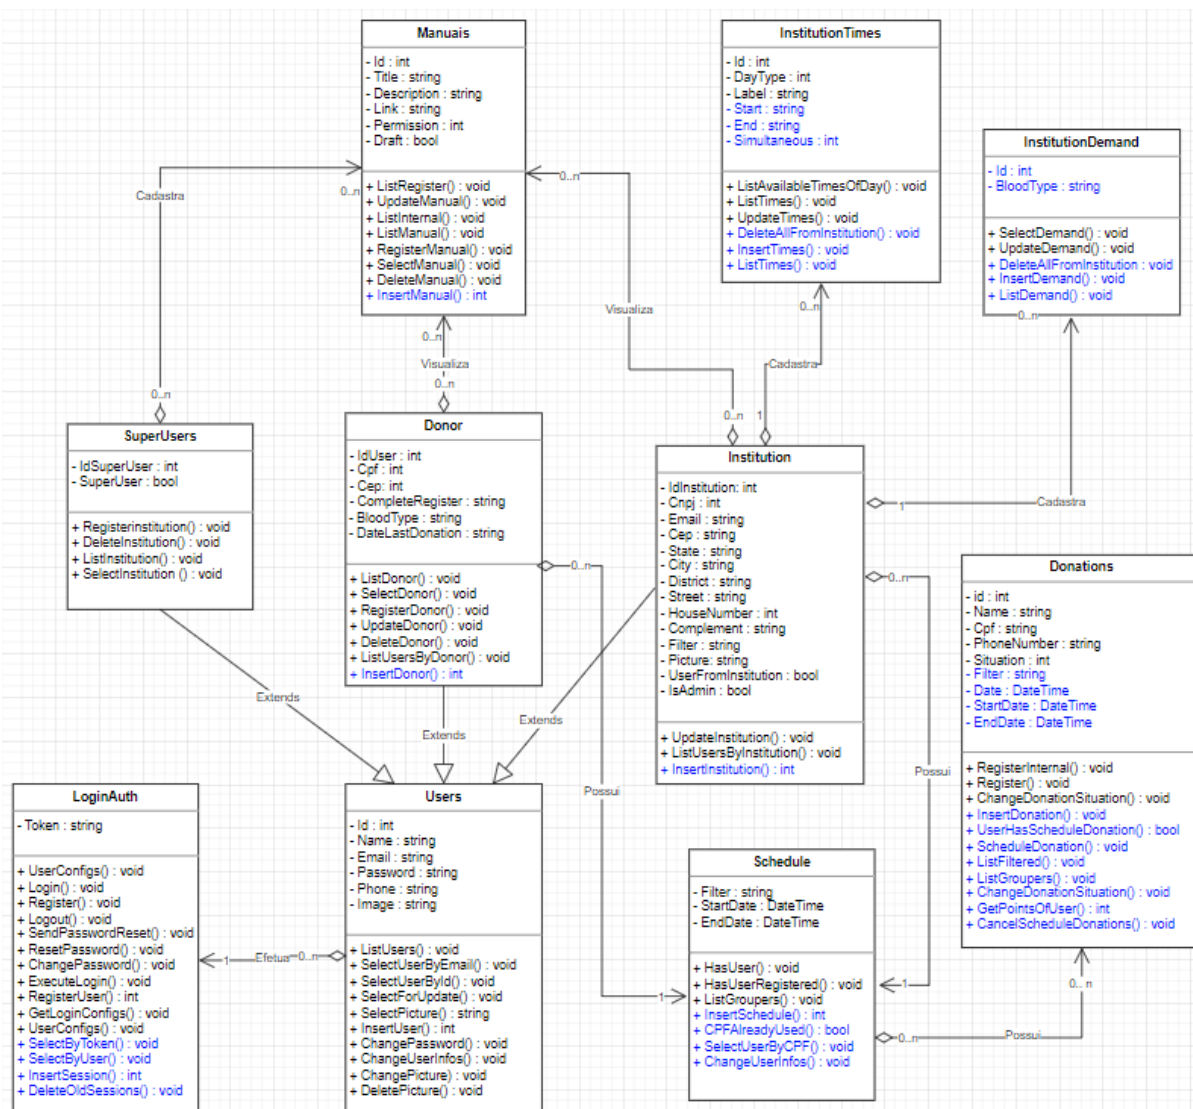 Manuais
- Id : int
- Title : string
- Description : string
- Link : string
- Permission : int
- Draft : bool
+ ListRegister() : void
+ UpdateManual() : void
+ ListInternal() : void
+ ListManual() : void
+ RegisterManual() : void
+ SelectManual() : void
+ DeleteManual() : void
+ InsertManual() : int
InstitutionTimes
- Id : int
- DayType : int
- Label : string
- Start : string
- End : string
- Simultaneous : int
+ ListAvailableTimesOfDay() : void
+ ListTimes() : void
+ UpdateTimes() : void
+ DeleteAllFromInstitution() : void
+ InsertTimes() : void
+ ListTimes() : void
InstitutionDemand
- Id : int
- BloodType : string
+ SelectDemand() : void
+ UpdateDemand() : void
+ DeleteAllFromInstitution : void
+ InsertDemand() : void
+ ListDemand() : void
0..n
Cadastra
0..n
0..n
0..n
Visualiza
0..n
0..n
Visualiza
0..n
0..n
Cadastra
1
0..n
1
Cadastra
SuperUsers
- IdSuperUser : int
- SuperUser : bool
+ Registerinstitution() : void
+ DeleteInstitution() : void
+ ListInstitution() : void
+ SelectInstitution () : void
Donor
- IdUser : int
- Cpf: int
- Cep: int
- CompleteRegister : string
- BloodType : string
- DateLastDonation : string
+ ListDonor() : void
+ SelectDonor() : void
+ RegisterDonor() : void
+ UpdateDonor() : void
+ DeleteDonor() : void
+ ListUsersByDonor() : void
+ InsertDonor() : int
Institution
- IdInstitution: int
- Cnpj : int
- Email : string
- Cep : string
- State : string
- City : string
- District : string
- Street : string
- HouseNumber : int
- Complement : string
- Filter : string
- Picture: string
- UserFromInstitution : bool
- IsAdmin : bool
+ UpdateInstitution() : void
+ ListUsersByInstitution() : void
+ InsertInstitution() : int
Donations
- id : int
- Name : string
- Cpf : string
- PhoneNumber : string
- Situation : int
- Filter : string
- Date : DateTime
- StartDate : DateTime
- EndDate : DateTime
+ RegisterInternal() : void
+ Register() : void
+ ChangeDonationSituation() : void
+ InsertDonation() : void
+ UserHasScheduleDonation() : bool
+ ScheduleDonation() : void
+ ListFiltered() : void
+ ListGroupers() : void
+ ChangeDonationSituation() : void
+ GetPointsOfUser() : int
+ CancelScheduleDonations() : void
Extends
Extends
Extends
0..n
Possui
1
0..n
Possui
1
LoginAuth
- Token : string
+ UserConfigs() : void
+ Login() : void
+ Register() : void
+ Logout() : void
+ SendPasswordReset() : void
+ ResetPassword() : void
+ ChangePassword() : void
+ ExecuteLogin() : void
+ RegisterUser() : int
+ GetLoginConfigs() : void
+ UserConfigs() : void
+ SelectByToken() : void
+ SelectByUser() : void
+ InsertSession() : int
+ DeleteOldSessions() : void
1
Efetua
0..n
Users
- Id : int
- Name : string
- Email : string
- Password : string
- Phone : string
- Image : string
+ ListUsers() : void
+ SelectUserByEmail() : void
+ SelectUserById() : void
+ SelectForUpdate() : void
+ SelectPicture() : string
+ InsertUser() : int
+ ChangePassword() : void
+ ChangeUserInfos() : void
+ ChangePicture) : void
+ DeletePicture() : void
Schedule
- Filter : string
- StartDate : DateTime
- EndDate : DateTime
+ HasUser() : void
+ HasUserRegistered() : void
+ ListGroupers() : void
+ InsertSchedule() : int
+ CPFAlreadyUsed() : bool
+ SelectUserByCPF() : void
+ ChangeUserInfos() : void
0..n
Possui
0.. n